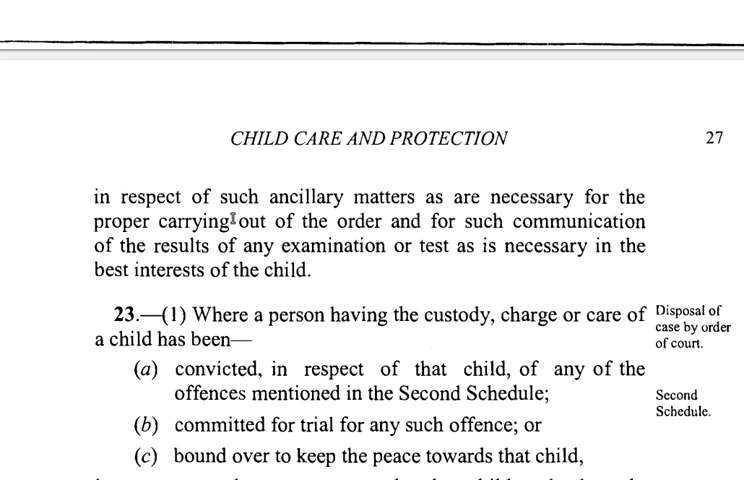 CHILD CARE AND PROTECTION 27
in respect of such ancillary matters as are necessary for the
proper carrying out of the order and for such communication
of the results of any examination or test as is necessary in the
best interests of the child.
23.—(1) Where a person having the custody, charge or care of
a child has been—
Disposal of
case by order
of court.
(a) convicted, in respect of that child, of any of the
offences mentioned in the Second Schedule;
Second
Schedule.
(b) committed for trial for any such offence; or
(c) bound over to keep the peace towards that child,